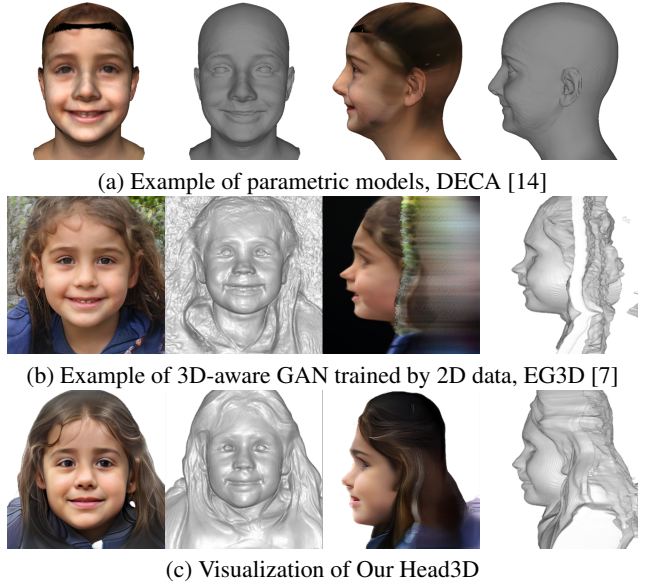 (a) Example of parametric models, DECA [14]
(b) Example of 3D-aware GAN trained by 2D data, EG3D [7]
(c) Visualization of Our Head3D